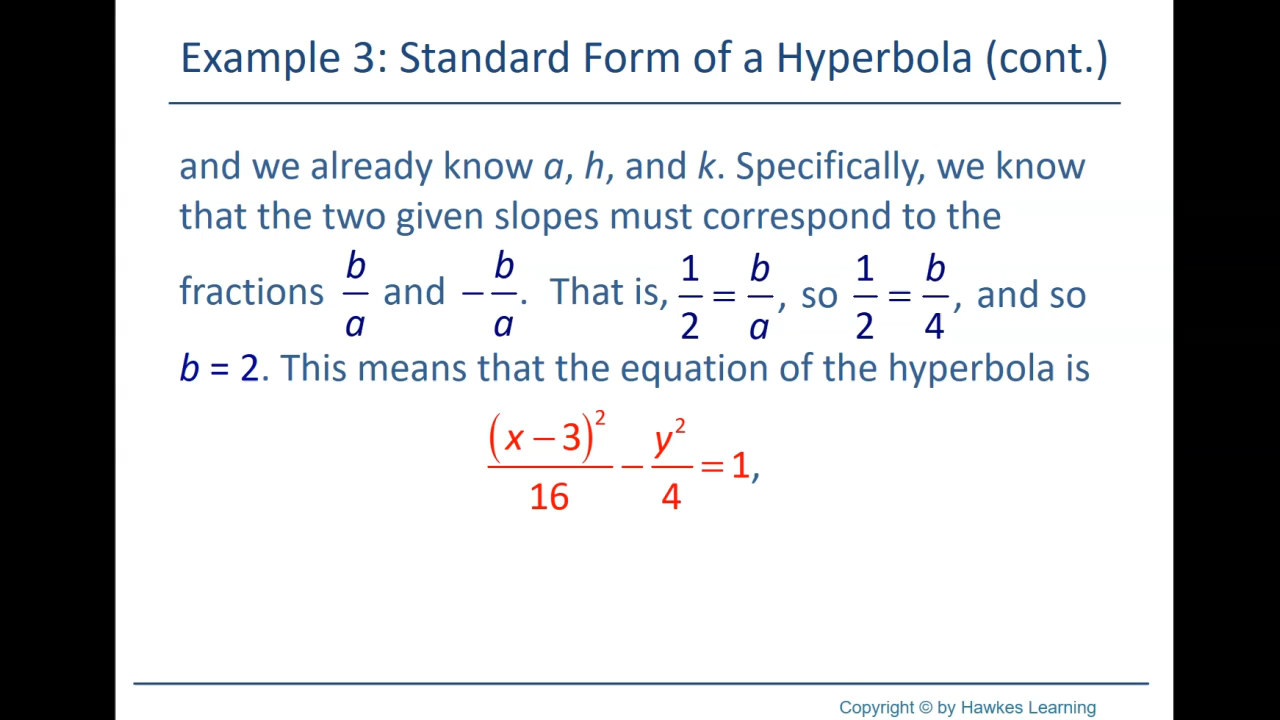 Example 3: Standard Form of a Hyperbola (cont.)
and we already know a, h, and k. Specifically, we know
that the two given slopes must correspond to the
fractions b/a and −b/a. That is, 1/2 = b/a, so 1/2 = b/4, and so
b = 2. This means that the equation of the hyperbola is
(x − 3)²/16 − y²/4 = 1,
Copyright © by Hawkes Learning